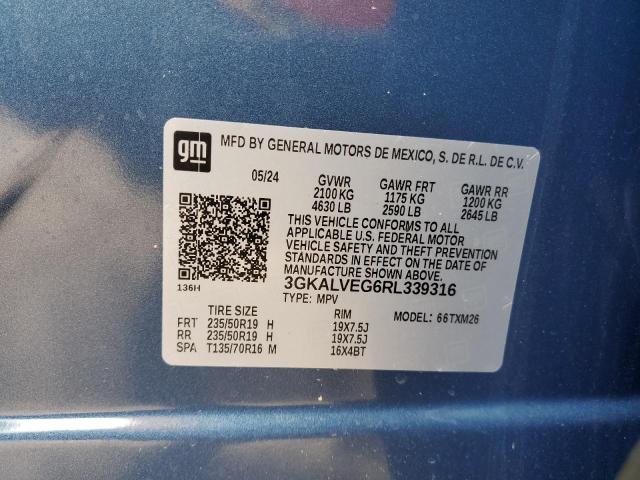 gm MFD BY GENERAL MOTORS DE MEXICO, S. DE R.L. DE C.V.
05/24 GVWR GAWR FRT GAWR RR
2100 KG 1175 KG 1200 KG
4630 LB 2590 LB 2645 LB
THIS VEHICLE CONFORMS TO ALL
APPLICABLE U.S. FEDERAL MOTOR
VEHICLE SAFETY AND THEFT PREVENTION
STANDARDS IN EFFECT ON THE DATE OF
MANUFACTURE SHOWN ABOVE.
136H 3GKALVEG6RL339316
TYPE: MPV
TIRE SIZE RIM MODEL: 66TXM26
FRT 235/50R19 H 19X7.5J
RR 235/50R19 H 19X7.5J
SPA T135/70R16 M 16X4BT